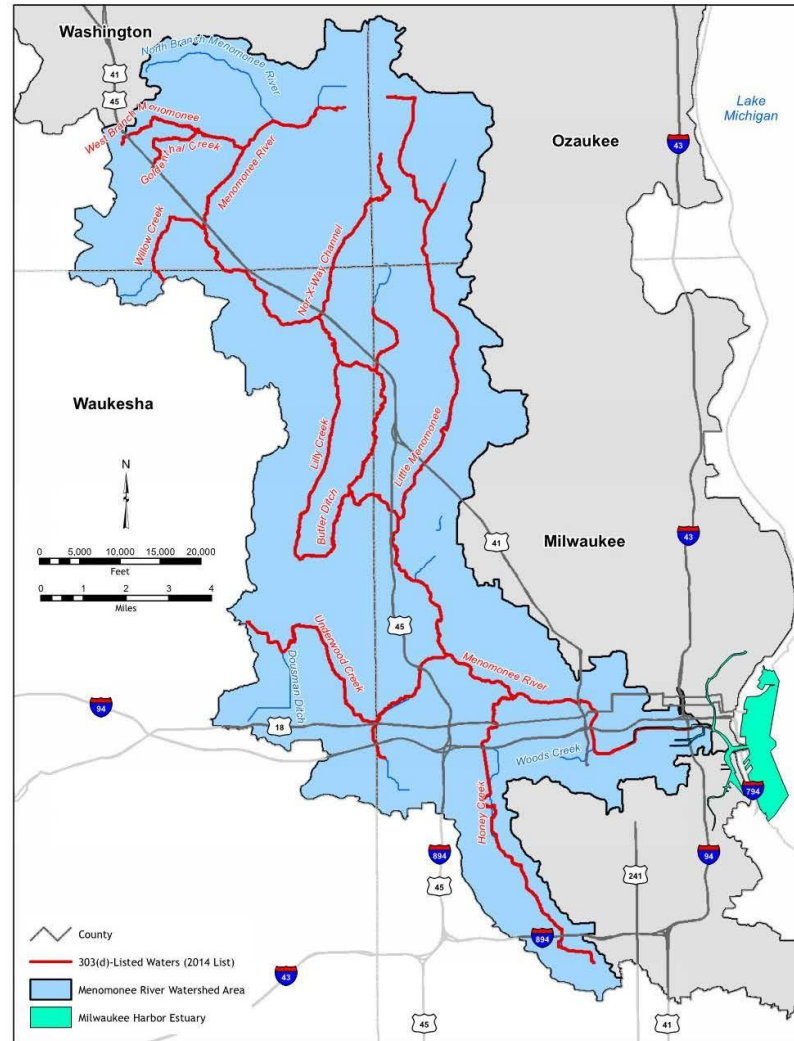 Washington
41
45
North Branch Menomonee River
West Branch Menomonee
Goldenthal Creek
Menomonee River
Willow Creek
Nor-X-Way Channel
Ozaukee
43
Lake
Michigan
Waukesha
N
0 5,000 10,000 15,000 20,000
Feet
0 1 2 3 4
Miles
Lilly Creek
Butler Ditch
Little Menomonee
41
Milwaukee
43
45
Underwood Creek
Dousman Ditch
Menomonee River
94
18
Woods Creek
Honey Creek
794
894
45
94
241
894
43
45
41
County
303(d)-Listed Waters (2014 List)
Menomonee River Watershed Area
Milwaukee Harbor Estuary